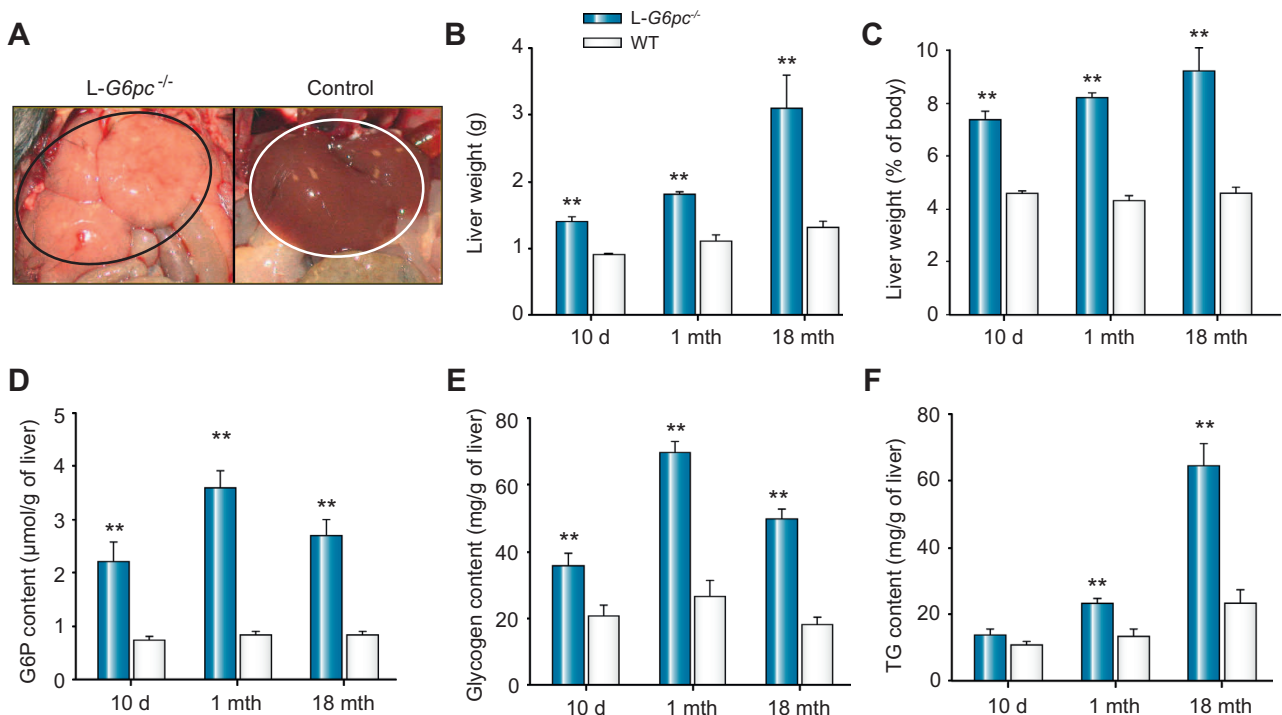 L-G6pc-/-
WT
A
L-G6pc -/-
Control
B
Liver weight (g)
4
3
2
1
0
**
**
**
10 d
1 mth
18 mth
C
Liver weight (% of body)
10
8
6
4
2
0
**
**
**
10 d
1 mth
18 mth
D
G6P content (µmol/g of liver)
5
4
3
2
1
0
**
**
**
10 d
1 mth
18 mth
E
Glycogen content (mg/g of liver)
80
60
40
20
0
**
**
**
10 d
1 mth
18 mth
F
TG content (mg/g of liver)
80
60
40
20
0
**
**
10 d
1 mth
18 mth